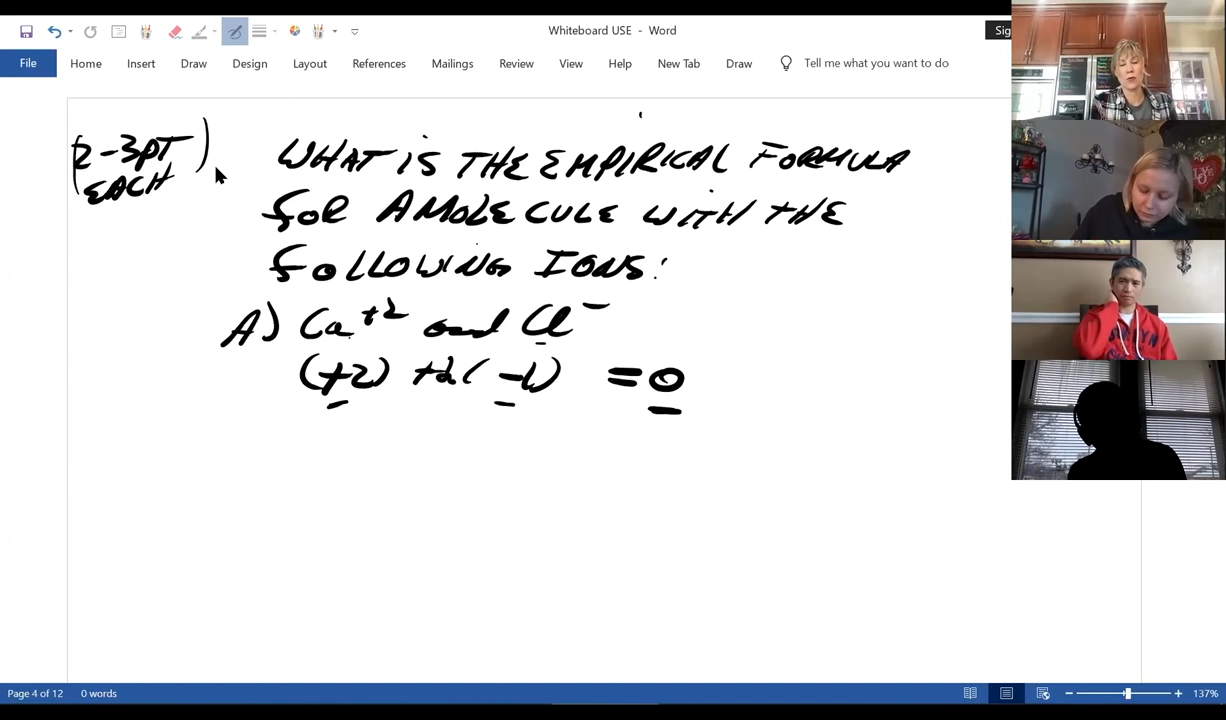 Whiteboard USE - Word
File Home Insert Draw Design Layout References Mailings Review View Help New Tab Draw Tell me what you want to do
(2-3PT EACH)
WHAT IS THE EMPIRICAL FORMULA
FOR A MOLECULE WITH THE
FOLLOWING IONS:
A) Ca+2 and Cl-
(+2) +2(-1) =0
Page 4 of 12 0 words 137%